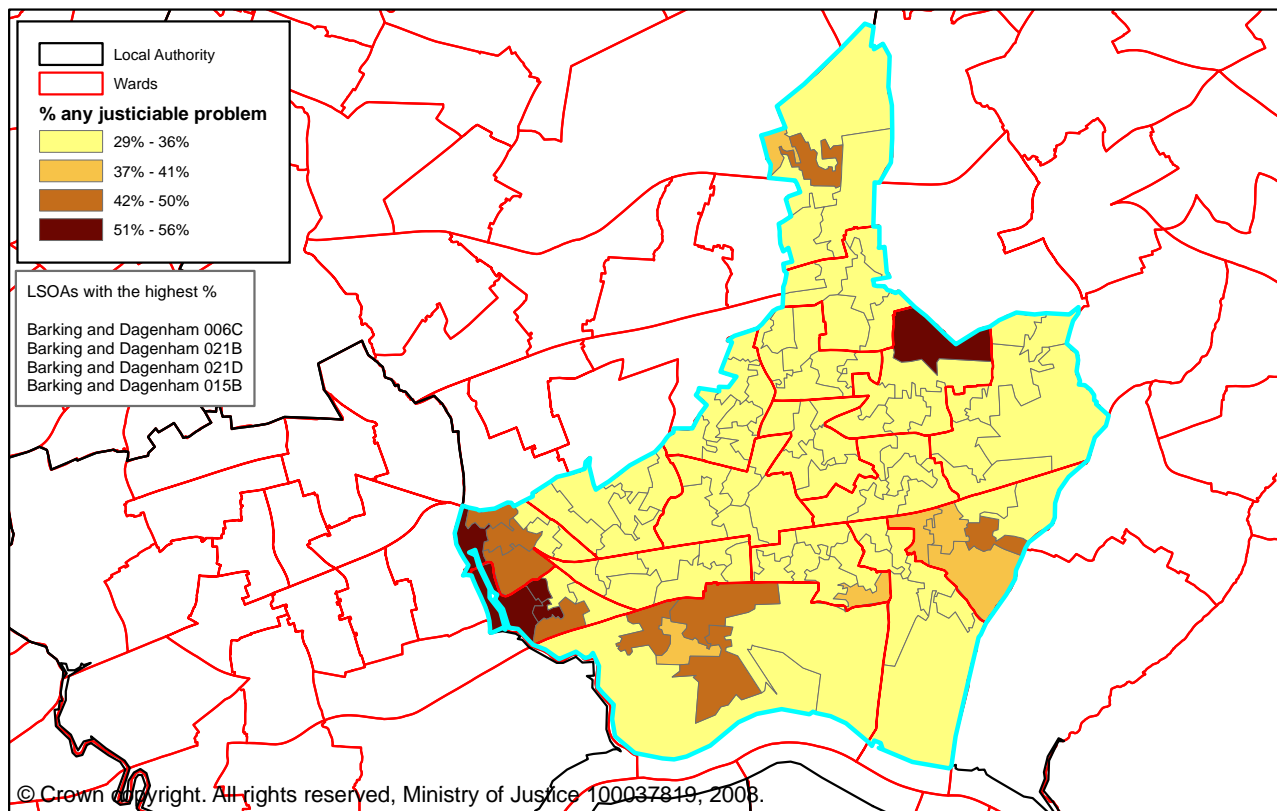 Local Authority
Wards
% any justiciable problem
29% - 36%
37% - 41%
42% - 50%
51% - 56%
LSOAs with the highest %
Barking and Dagenham 006C
Barking and Dagenham 021B
Barking and Dagenham 021D
Barking and Dagenham 015B
© Crown copyright. All rights reserved, Ministry of Justice 100037819, 2008.